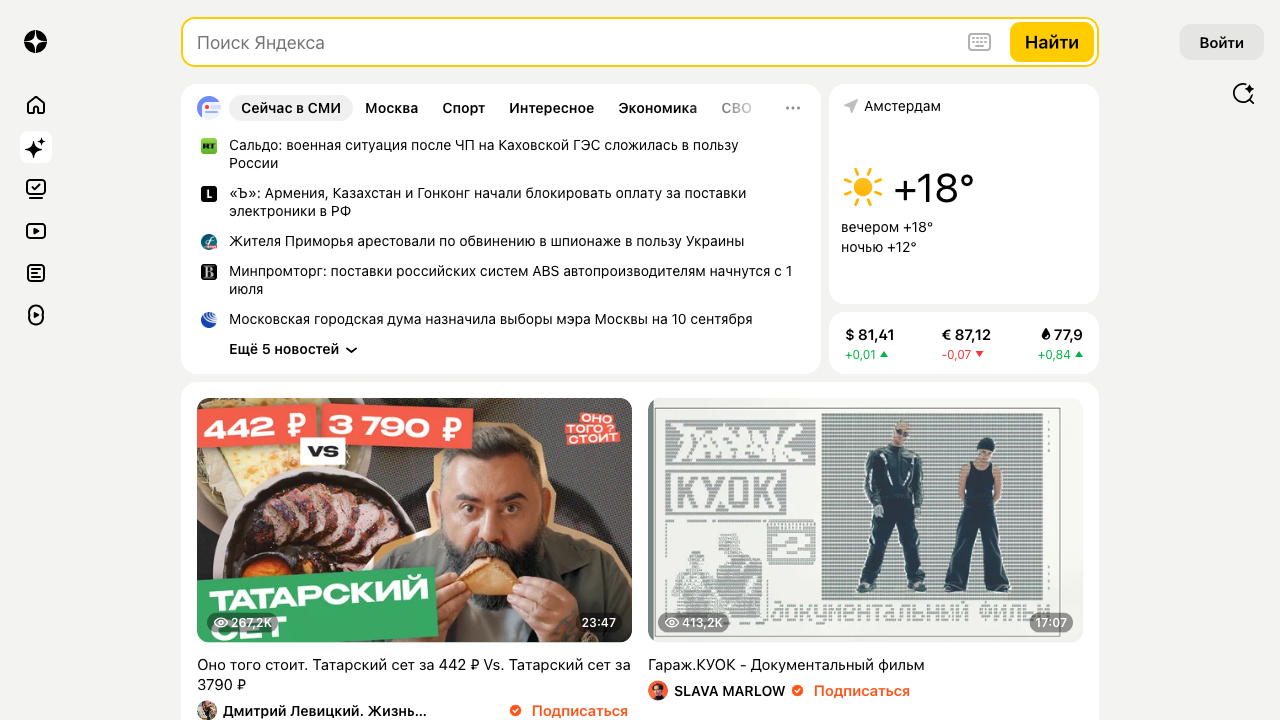 Поиск Яндекса
Найти
Войти
Сейчас в СМИ
Москва
Спорт
Интересное
Экономика
СВО
Сальдо: военная ситуация после ЧП на Каховской ГЭС сложилась в пользу
России
«Ъ»: Армения, Казахстан и Гонконг начали блокировать оплату за поставки
электроники в РФ
Жителя Приморья арестовали по обвинению в шпионаже в пользу Украины
Минпромторг: поставки российских систем ABS автопроизводителям начнутся с 1
июля
Московская городская дума назначила выборы мэра Москвы на 10 сентября
Ещё 5 новостей
Амстердам
+18°
вечером +18°
ночью +12°
$ 81,41
€ 87,12
77,9
+0,01
-0,07
+0,84
442 ₽
3 790 ₽
VS
ОНО
ТОГО?
СТОИТ
ТАТАРСКИЙ
СЕТ
267,2K
23:47
КУОК
ДОКУМЕНТАЛЬНЫЙ ФИЛЬМ
413,2K
17:07
Оно того стоит. Татарский сет за 442 ₽ Vs. Татарский сет за
3790 ₽
Дмитрий Левицкий. Жизнь...
Подписаться
Гараж.КУОК - Документальный фильм
SLAVA MARLOW
Подписаться